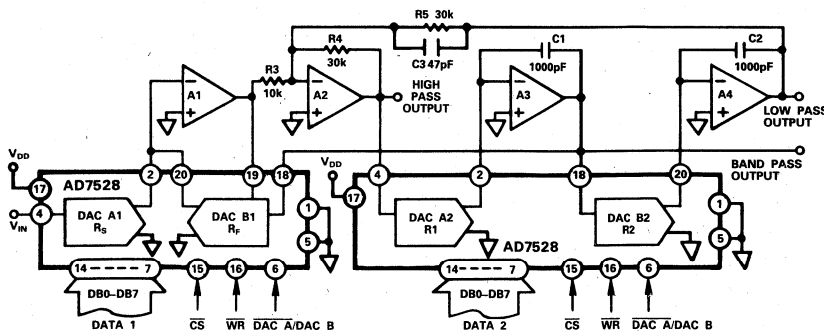 R5 30k
R4
30k
C3 47pF
C1
1000pF
C2
1000pF
R3
10k
−
A1
+
−
A2
+
−
A3
+
−
A4
+
HIGH
PASS
OUTPUT
LOW PASS
OUTPUT
BAND PASS
OUTPUT
VDD
17
2
20
19
18
AD7528
4
VIN
DAC A1
RS
DAC B1
RF
1
5
14 ----- 7
15
16
6
DB0–DB7
DATA 1
CS
WR
DAC A/DAC B
VDD
17
4
2
18
20
DAC A2
R1
DAC B2
R2
1
5
AD7528
14 ----- 7
15
16
6
DB0–DB7
DATA 2
CS
WR
DAC A/DAC B